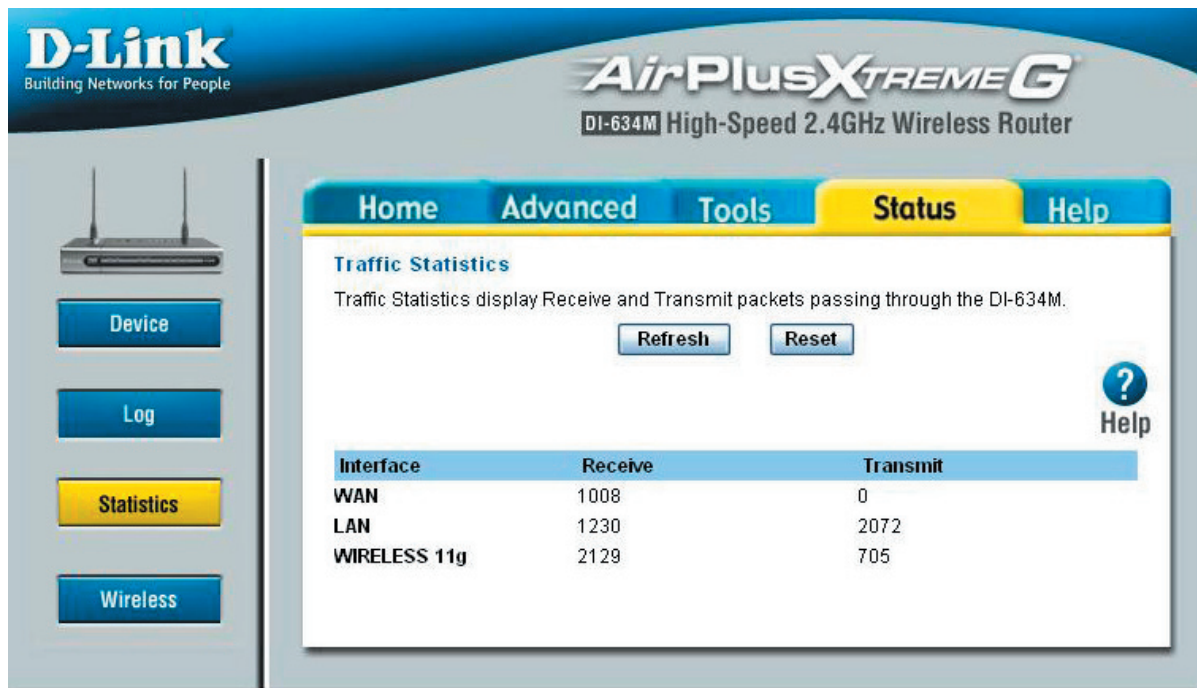 D-Link
Building Networks for People
AirPlus XTREME G
DI-634M High-Speed 2.4GHz Wireless Router
Home Advanced Tools Status Help
Device
Log
Statistics
Wireless
Traffic Statistics
Traffic Statistics display Receive and Transmit packets passing through the DI-634M.
Refresh Reset
?
Help
Interface Receive Transmit
WAN 1008 0
LAN 1230 2072
WIRELESS 11g 2129 705